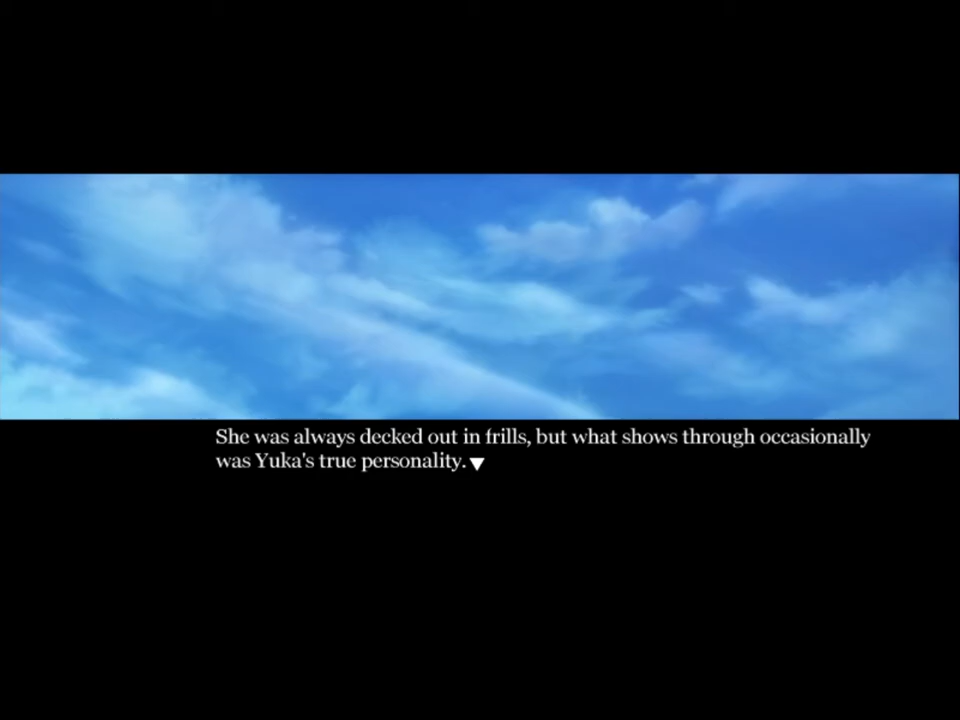 She was always decked out in frills, but what shows through occasionally
was Yuka's true personality.